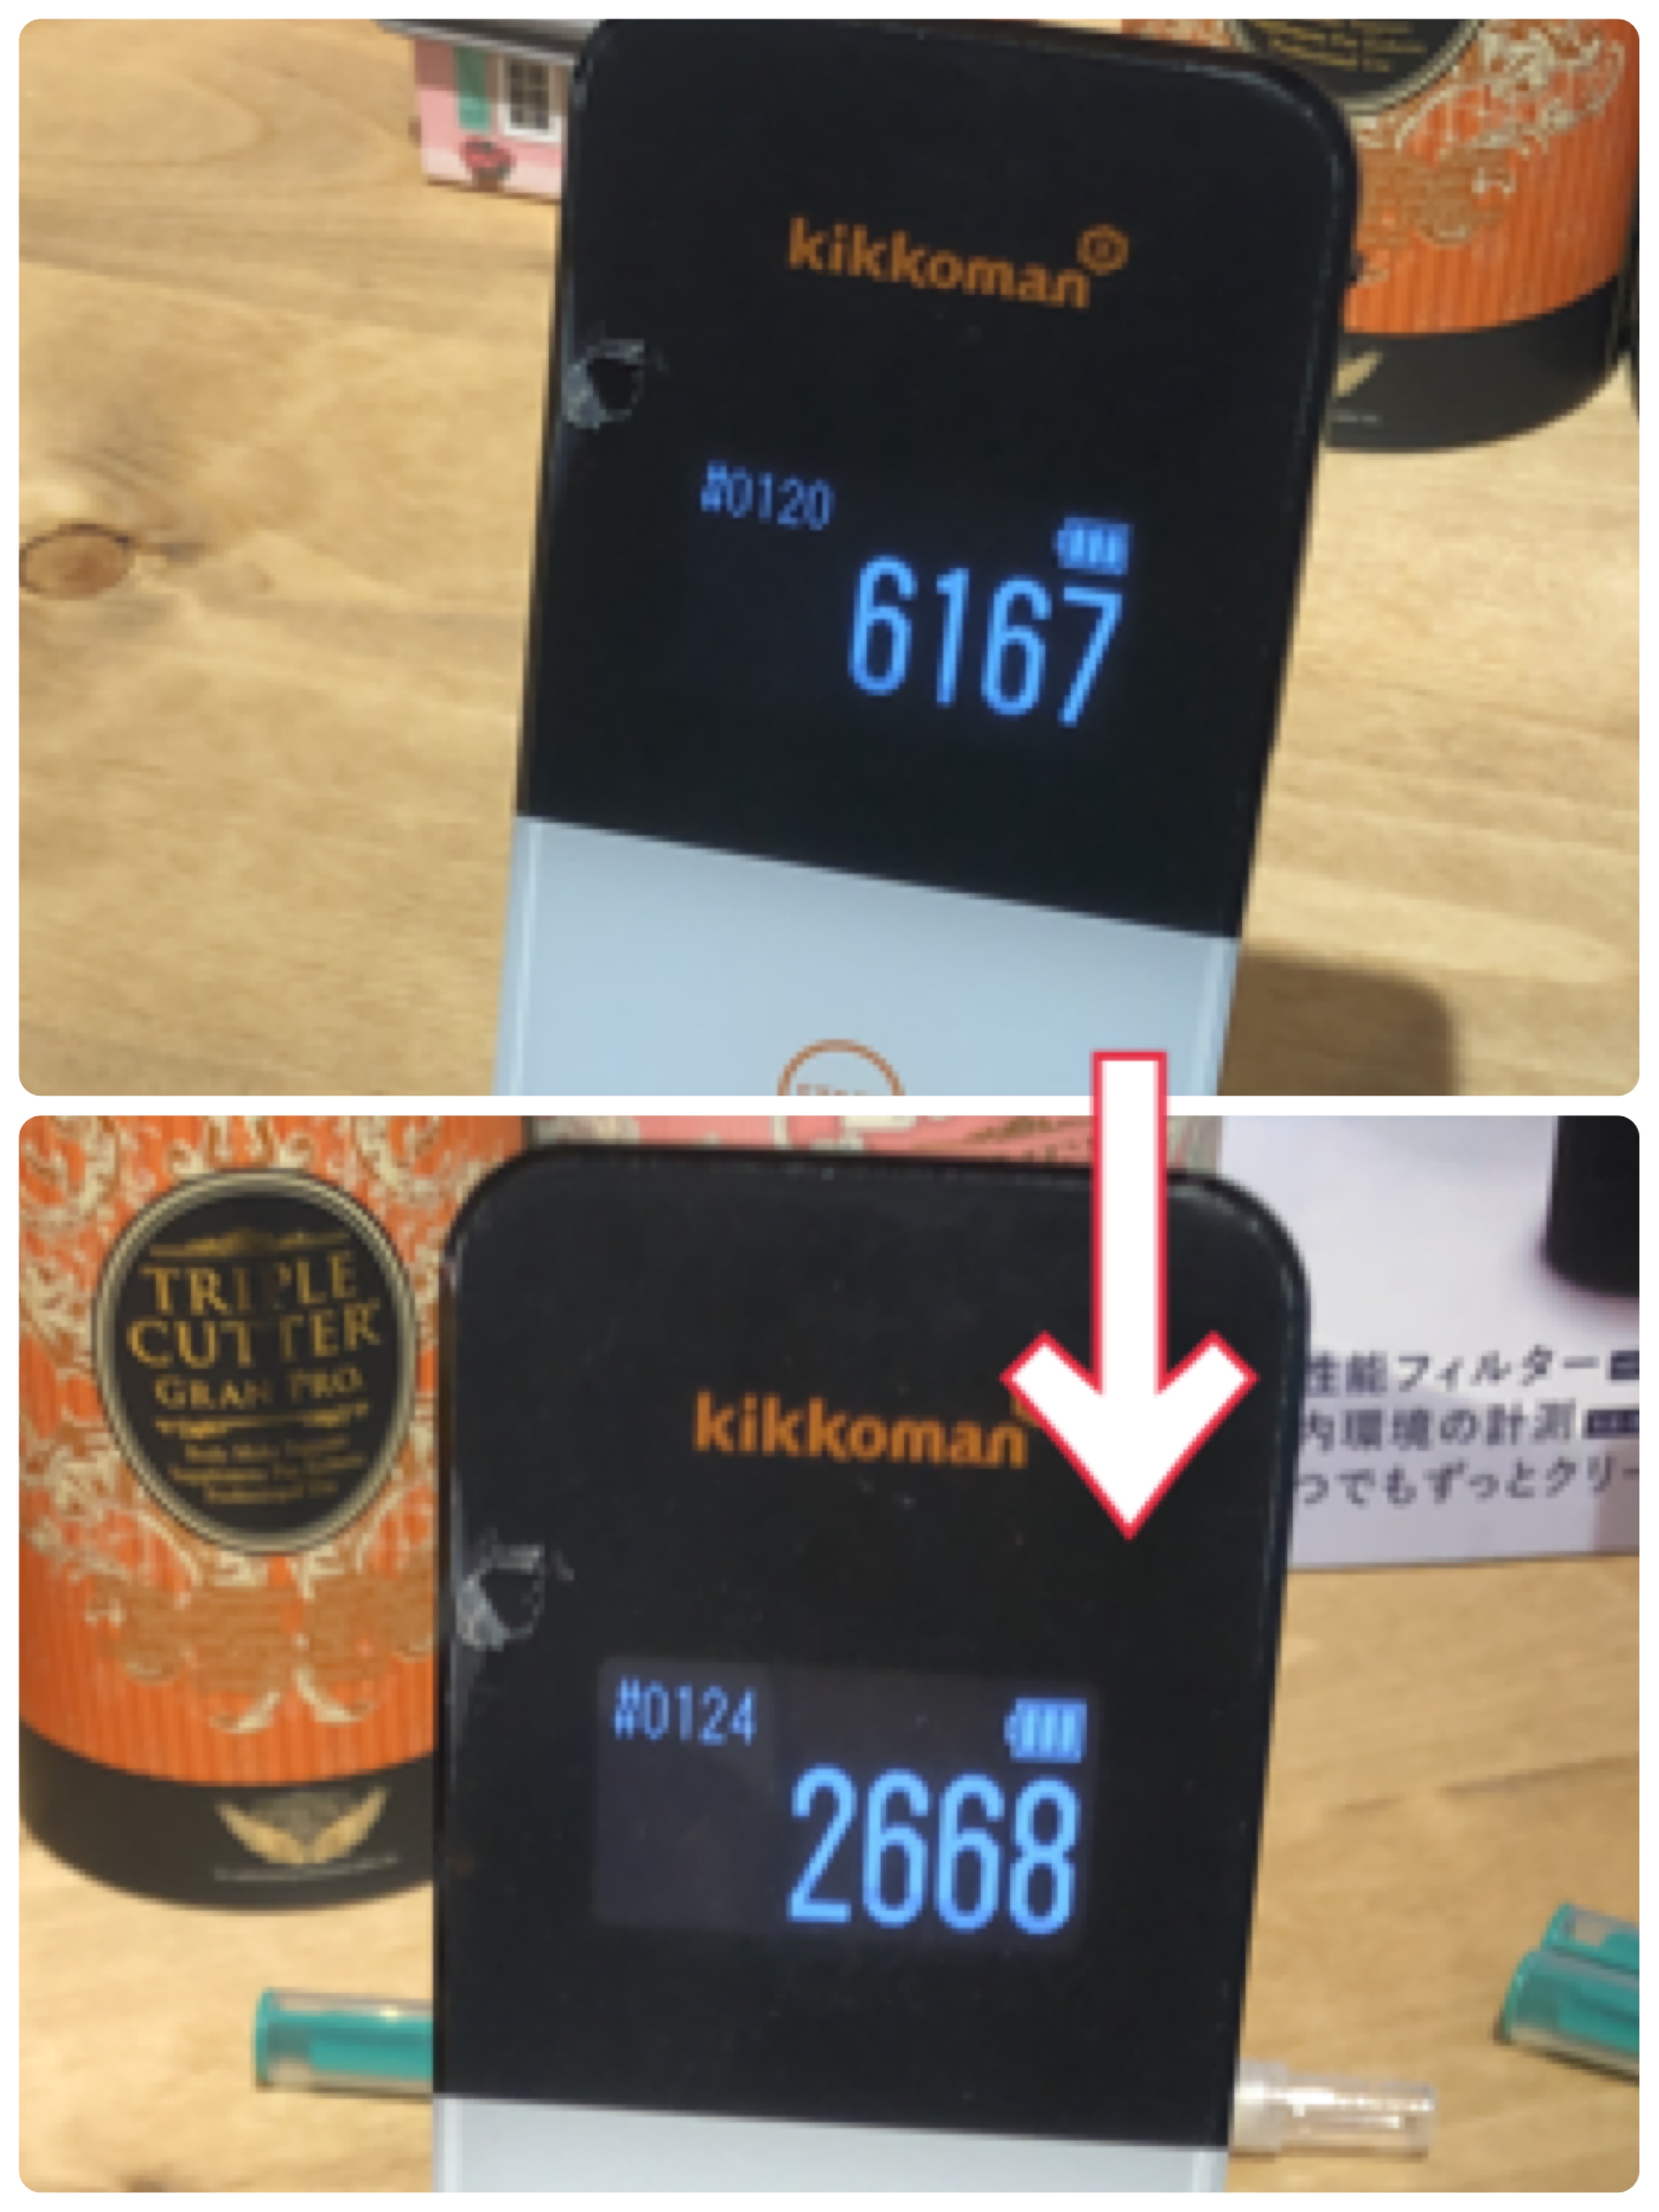 kikkoman
#0120
6167
TRIPLE
CUTTER
GRAN PRO
kikkoman
#0124
2668
性能フィルター
内環境の計測
つでもずっとクリー